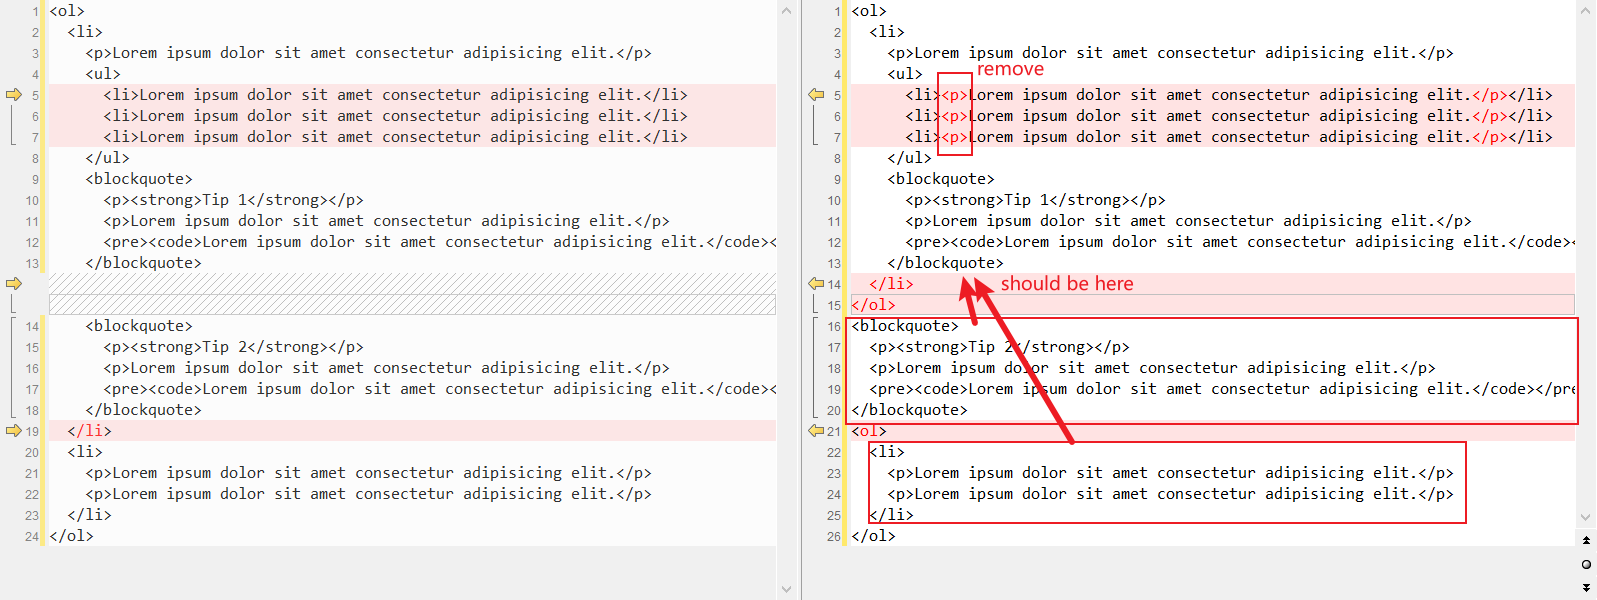 1 <ol>
2 <li>
3 <p>Lorem ipsum dolor sit amet consectetur adipisicing elit.</p>
4 <ul>
5 <li>Lorem ipsum dolor sit amet consectetur adipisicing elit.</li>
6 <li>Lorem ipsum dolor sit amet consectetur adipisicing elit.</li>
7 <li>Lorem ipsum dolor sit amet consectetur adipisicing elit.</li>
8 </ul>
9 <blockquote>
10 <p><strong>Tip 1</strong></p>
11 <p>Lorem ipsum dolor sit amet consectetur adipisicing elit.</p>
12 <pre><code>Lorem ipsum dolor sit amet consectetur adipisicing elit.</code><
13 </blockquote>
14 <blockquote>
15 <p><strong>Tip 2</strong></p>
16 <p>Lorem ipsum dolor sit amet consectetur adipisicing elit.</p>
17 <pre><code>Lorem ipsum dolor sit amet consectetur adipisicing elit.</code><
18 </blockquote>
19 </li>
20 <li>
21 <p>Lorem ipsum dolor sit amet consectetur adipisicing elit.</p>
22 <p>Lorem ipsum dolor sit amet consectetur adipisicing elit.</p>
23 </li>
24 </ol>
1 <ol>
2 <li>
3 <p>Lorem ipsum dolor sit amet consectetur adipisicing elit.</p>
4 <ul>
remove
5 <li><p>Lorem ipsum dolor sit amet consectetur adipisicing elit.</p></li>
6 <li><p>Lorem ipsum dolor sit amet consectetur adipisicing elit.</p></li>
7 <li><p>Lorem ipsum dolor sit amet consectetur adipisicing elit.</p></li>
8 </ul>
9 <blockquote>
10 <p><strong>Tip 1</strong></p>
11 <p>Lorem ipsum dolor sit amet consectetur adipisicing elit.</p>
12 <pre><code>Lorem ipsum dolor sit amet consectetur adipisicing elit.</code><
13 </blockquote>
14 </li>
should be here
15 </ol>
16 <blockquote>
17 <p><strong>Tip 2</strong></p>
18 <p>Lorem ipsum dolor sit amet consectetur adipisicing elit.</p>
19 <pre><code>Lorem ipsum dolor sit amet consectetur adipisicing elit.</code></pre
20 </blockquote>
21 <ol>
22 <li>
23 <p>Lorem ipsum dolor sit amet consectetur adipisicing elit.</p>
24 <p>Lorem ipsum dolor sit amet consectetur adipisicing elit.</p>
25 </li>
26 </ol>